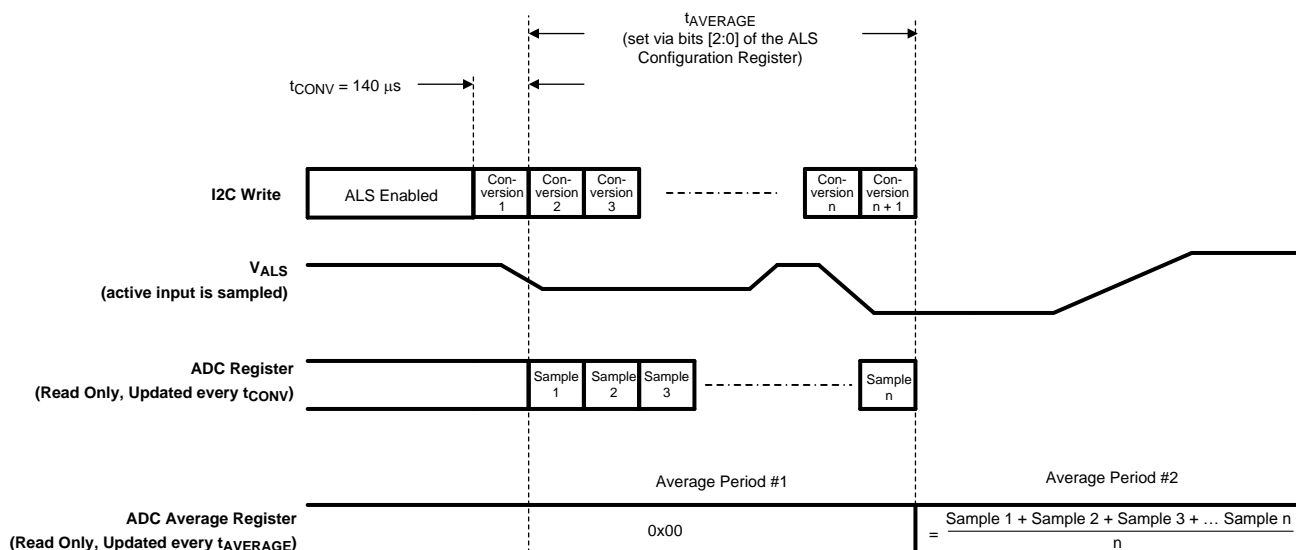 tAVERAGE
(set via bits [2:0] of the ALS
Configuration Register)
tCONV = 140 μs
I2C Write
ALS Enabled
Con-
version
1
Con-
version
2
Con-
version
3
Con-
version
n
Con-
version
n + 1
VALS
(active input is sampled)
ADC Register
(Read Only, Updated every tCONV)
Sample
1
Sample
2
Sample
3
Sample
n
Average Period #1
Average Period #2
ADC Average Register
(Read Only, Updated every tAVERAGE)
0x00
= Sample 1 + Sample 2 + Sample 3 + ... Sample n
n